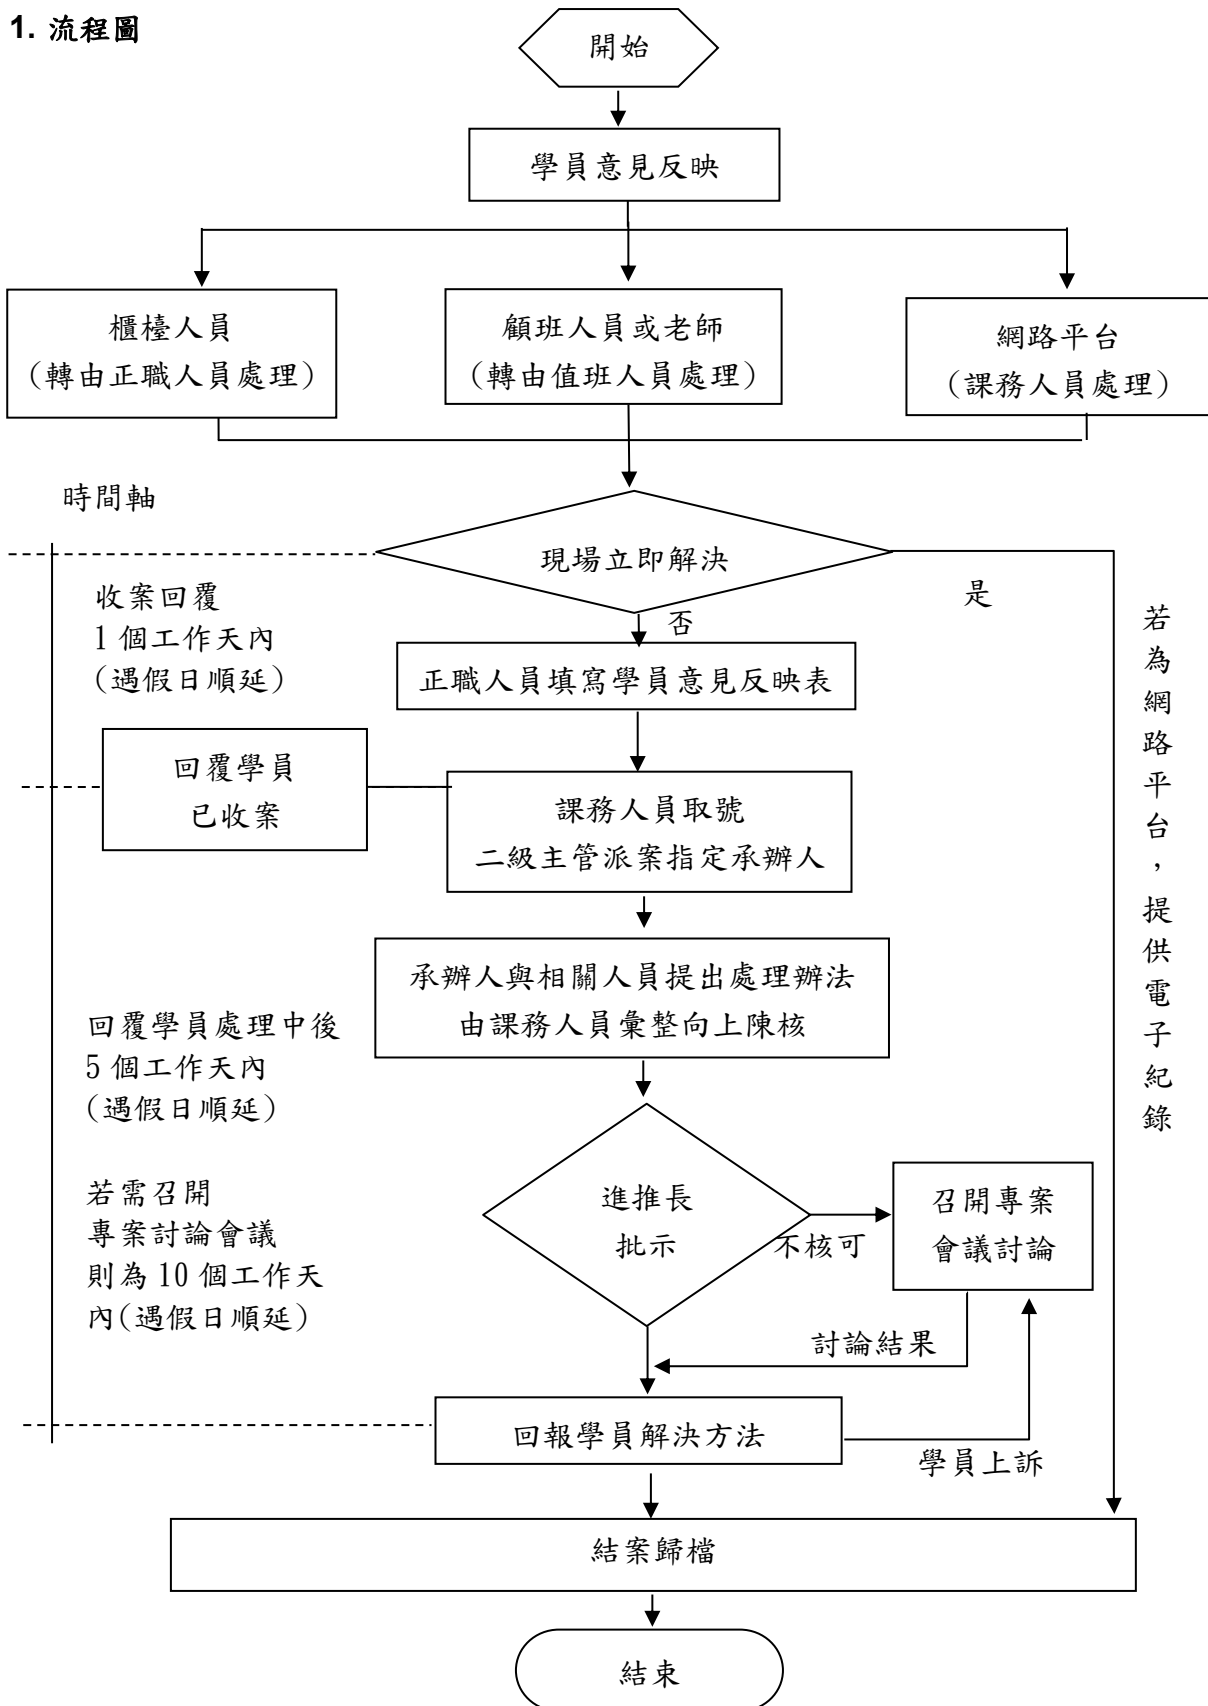 1. 流程圖
開始
學員意見反映
櫃檯人員
(轉由正職人員處理)
顧班人員或老師
(轉由值班人員處理)
網路平台
(課務人員處理)
時間軸
現場立即解決
是
否
收案回覆
1 個工作天內
(遇假日順延)
正職人員填寫學員意見反映表
若為網路平台，提供電子紀錄
回覆學員
已收案
課務人員取號
二級主管派案指定承辦人
承辦人與相關人員提出處理辦法
由課務人員彙整向上陳核
回覆學員處理中後
5 個工作天內
(遇假日順延)
若需召開
專案討論會議
則為 10 個工作天
內(遇假日順延)
進推長
批示
不核可
召開專案
會議討論
討論結果
回報學員解決方法
學員上訴
結案歸檔
結束